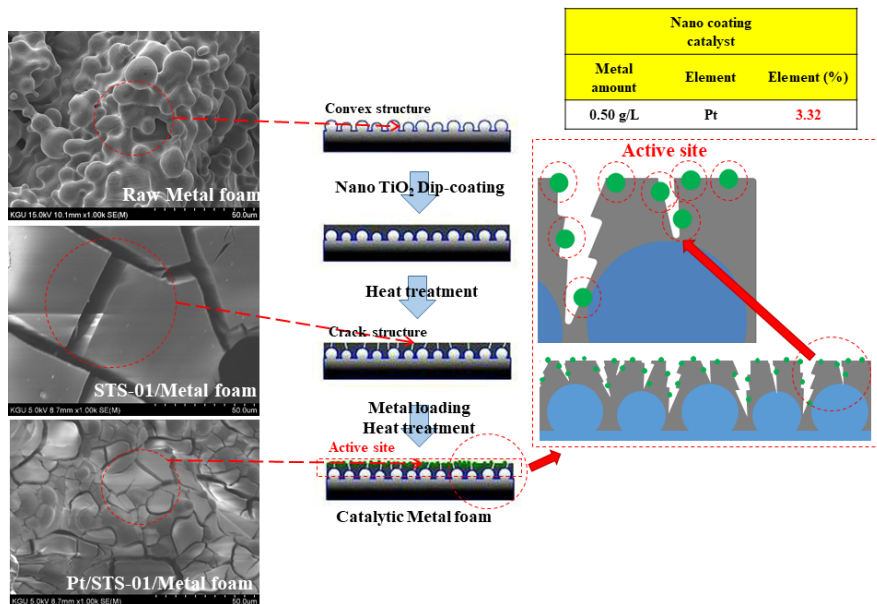 Raw Metal foam
KGU 15.0kV 10.1mm x1.00k SE(M)
50.0um
STS-01/Metal foam
KGU 5.0kV 8.7mm x1.00k SE(M)
50.0um
Pt/STS-01/Metal foam
KGU 5.0kV 8.7mm x1.00k SE(M)
50.0um
Convex structure
Nano TiO2 Dip-coating
Heat treatment
Crack structure
Metal loading
Heat treatment
Active site
Catalytic Metal foam
Nano coating
catalyst
Metal
amount
Element
Element (%)
0.50 g/L
Pt
3.32
Active site